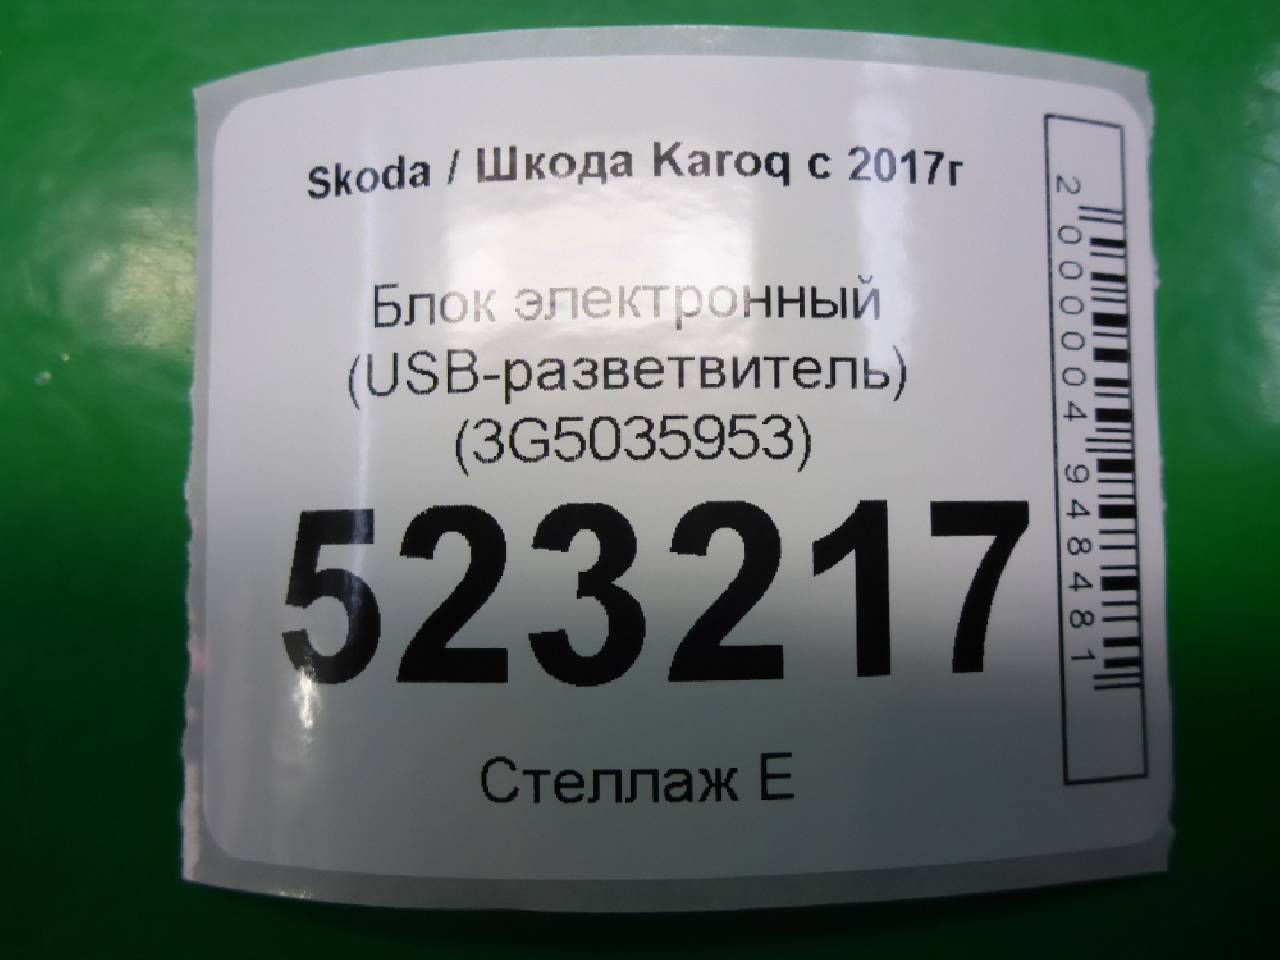 Skoda / Шкода Karoq с 2017г
Блок электронный
(USB-разветвитель)
(3G5035953)
523217
Стеллаж Е
2000004948481